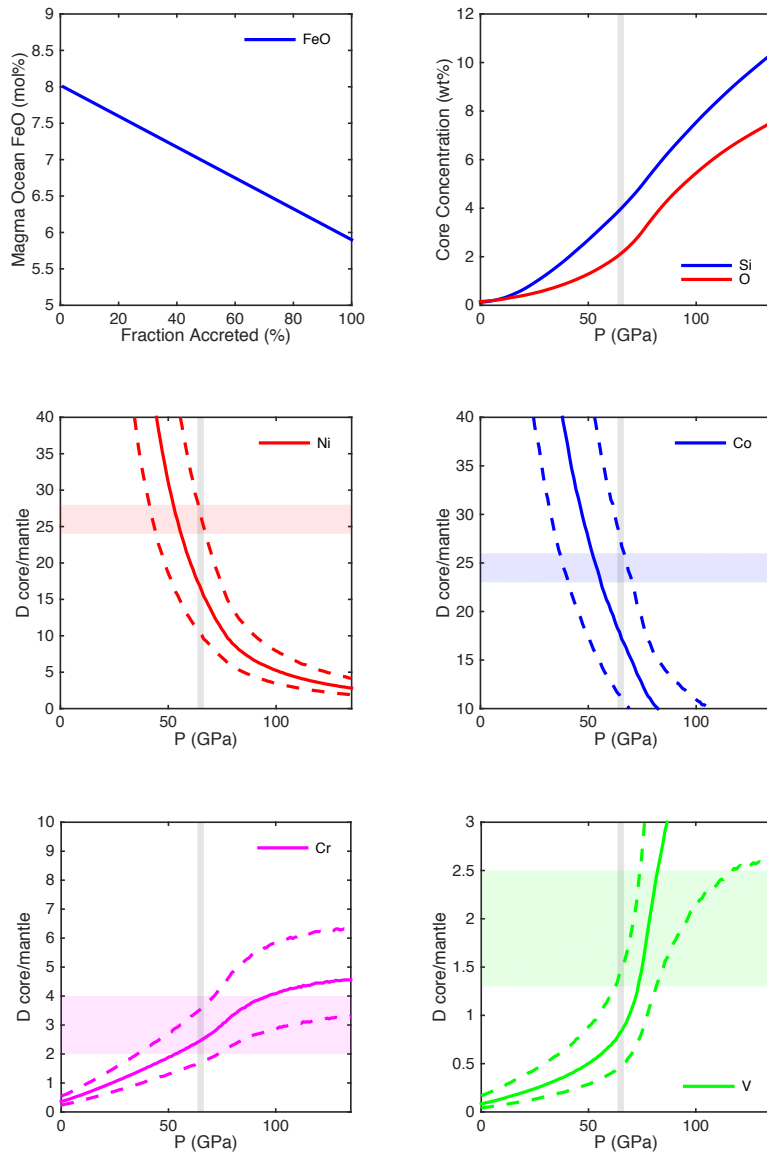 9
8.5
8
7.5
7
6.5
6
5.5
5
Magma Ocean FeO (mol%)
FeO
0 20 40 60 80 100
Fraction Accreted (%)
12
10
8
6
4
2
0
Core Concentration (wt%)
Si
O
0 50 100
P (GPa)
40
35
30
25
20
15
10
5
0
D core/mantle
Ni
0 50 100
P (GPa)
40
35
30
25
20
15
10
D core/mantle
Co
0 50 100
P (GPa)
10
9
8
7
6
5
4
3
2
1
0
D core/mantle
Cr
0 50 100
P (GPa)
3
2.5
2
1.5
1
0.5
0
D core/mantle
V
0 50 100
P (GPa)